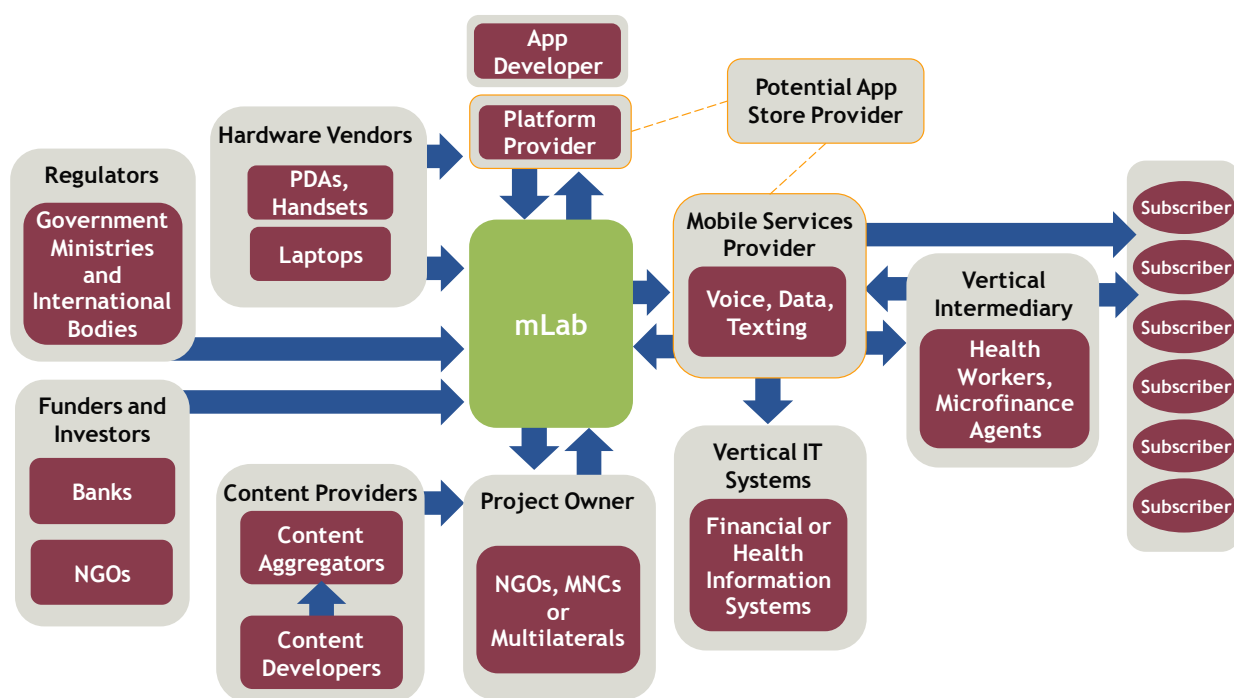 App
Developer
Platform
Provider
Potential App
Store Provider
Hardware Vendors
PDAs,
Handsets
Laptops
Regulators
Government
Ministries
and
International
Bodies
mLab
Mobile Services
Provider
Voice, Data,
Texting
Vertical
Intermediary
Health
Workers,
Microfinance
Agents
Subscriber
Subscriber
Subscriber
Subscriber
Subscriber
Subscriber
Funders and
Investors
Banks
NGOs
Content Providers
Content
Aggregators
Content
Developers
Project Owner
NGOs, MNCs
or
Multilaterals
Vertical IT
Systems
Financial or
Health
Information
Systems